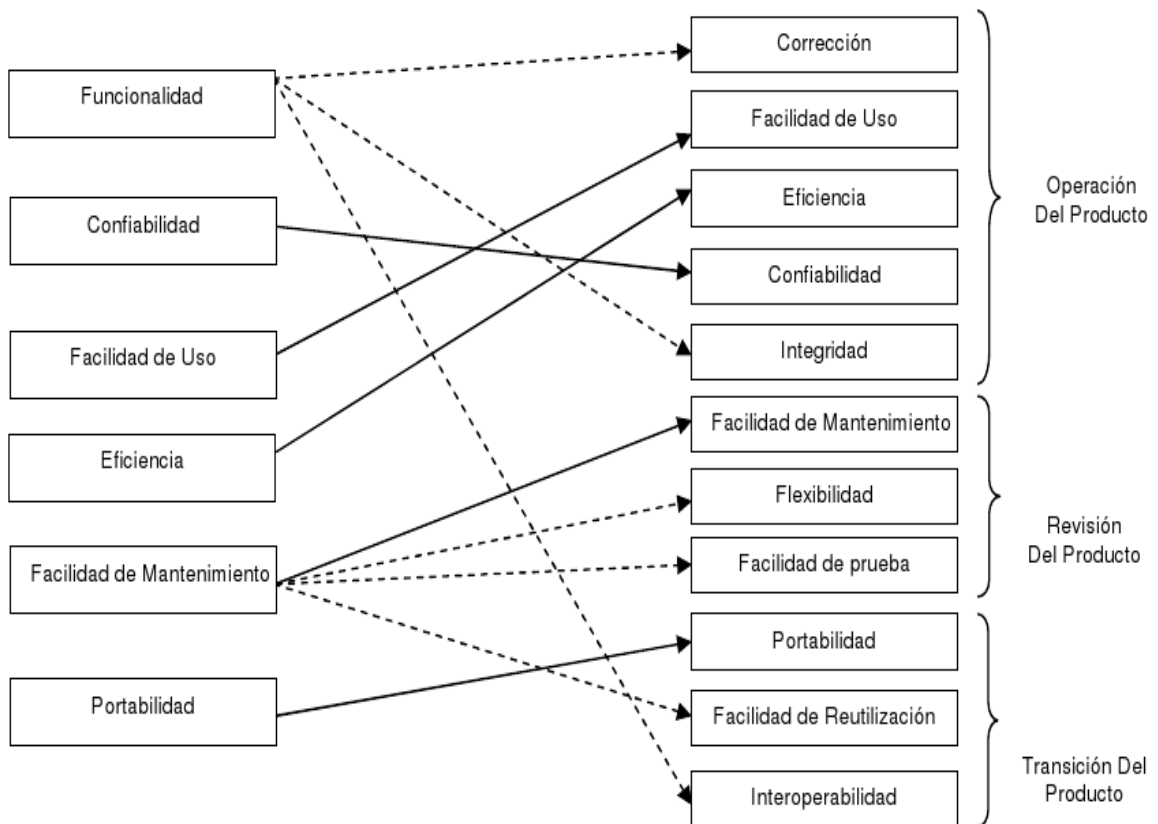 Funcionalidad
Confiabilidad
Facilidad de Uso
Eficiencia
Facilidad de Mantenimiento
Portabilidad
Corrección
Facilidad de Uso
Eficiencia
Confiabilidad
Integridad
Facilidad de Mantenimiento
Flexibilidad
Facilidad de prueba
Portabilidad
Facilidad de Reutilización
Interoperabilidad
Operación
Del Producto
Revisión
Del Producto
Transición Del
Producto